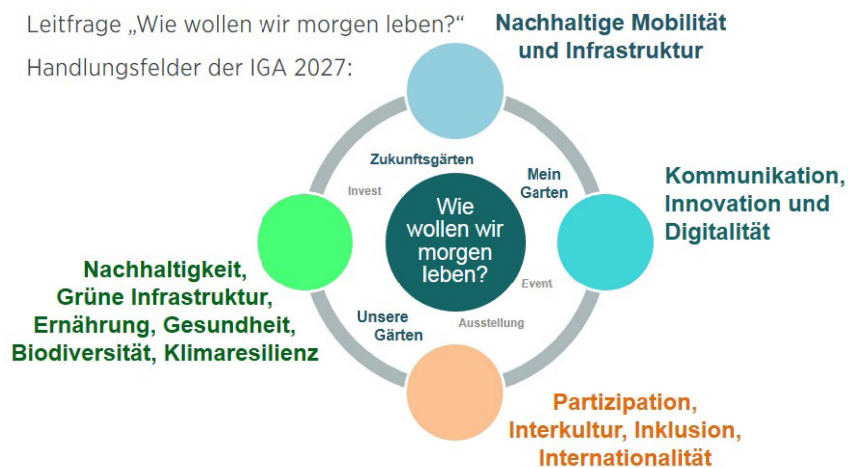 Leitfrage „Wie wollen wir morgen leben?“
Handlungsfelder der IGA 2027:
Nachhaltige Mobilität
und Infrastruktur
Zukunftsgärten
Invest
Mein
Garten
Wie
wollen wir
morgen
leben?
Kommunikation,
Innovation und
Digitalität
Nachhaltigkeit,
Grüne Infrastruktur,
Ernährung, Gesundheit,
Biodiversität, Klimaresilienz
Unsere
Gärten
Event
Ausstellung
Partizipation,
Interkultur, Inklusion,
Internationalität